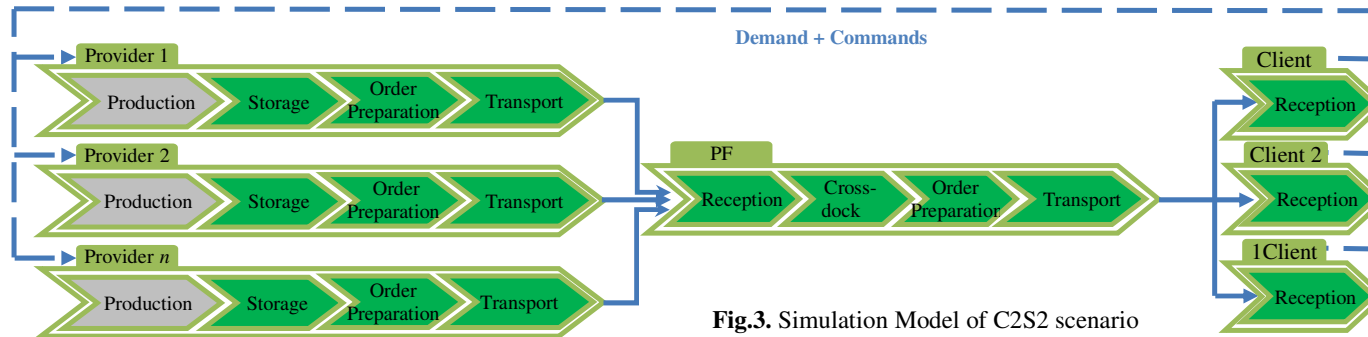 Demand + Commands
Provider 1
Production
Storage
Order
Preparation
Transport
Provider 2
Production
Storage
Order
Preparation
Transport
Provider n
Production
Storage
Order
Preparation
Transport
PF
Reception
Cross-
dock
Order
Preparation
Transport
Client
Reception
Client 2
Reception
1Client
Reception
Fig.3. Simulation Model of C2S2 scenario